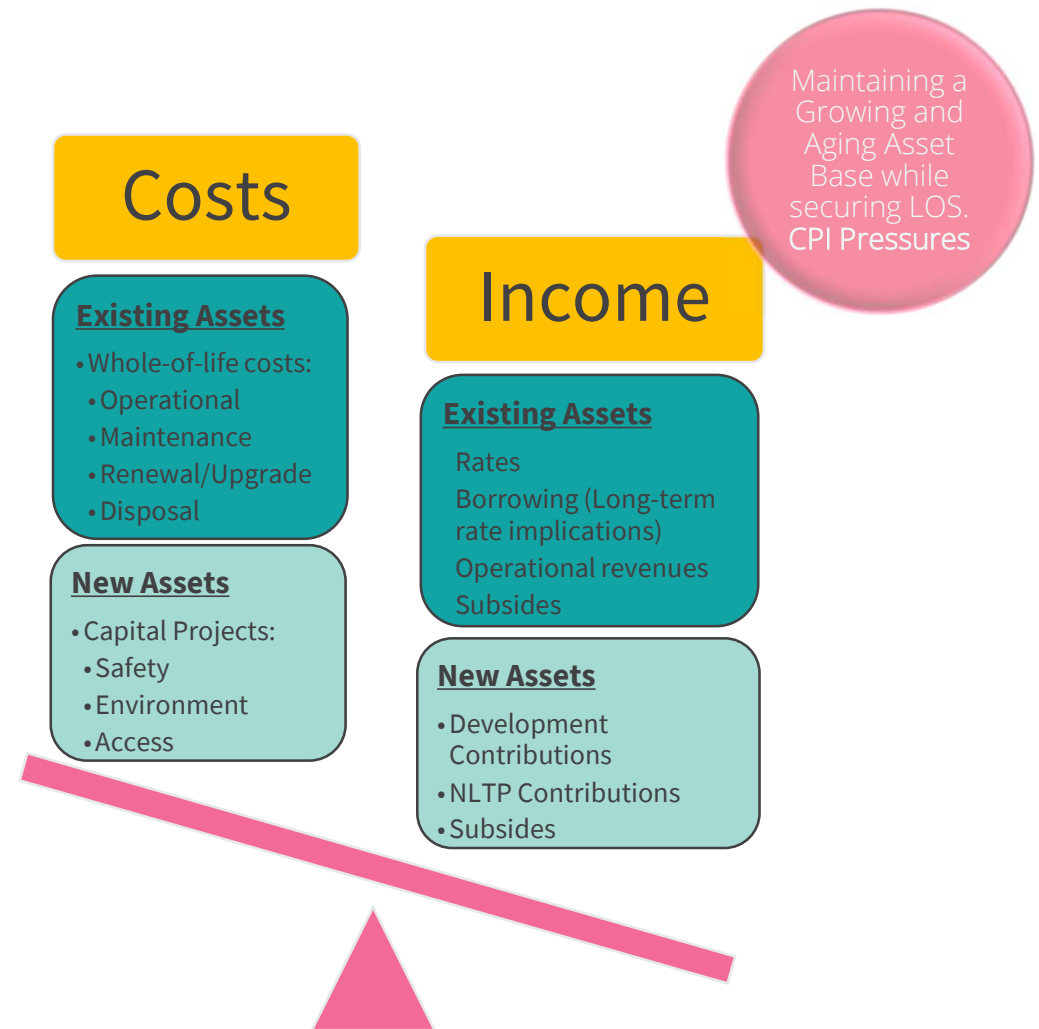 Maintaining a
Growing and
Aging Asset
Base while
securing LOS.
CPI Pressures
Costs
Existing Assets
• Whole-of-life costs:
• Operational
• Maintenance
• Renewal/Upgrade
• Disposal
New Assets
• Capital Projects:
• Safety
• Environment
• Access
Income
Existing Assets
Rates
Borrowing (Long-term
rate implications)
Operational revenues
Subsides
New Assets
• Development
Contributions
• NLTP Contributions
• Subsides